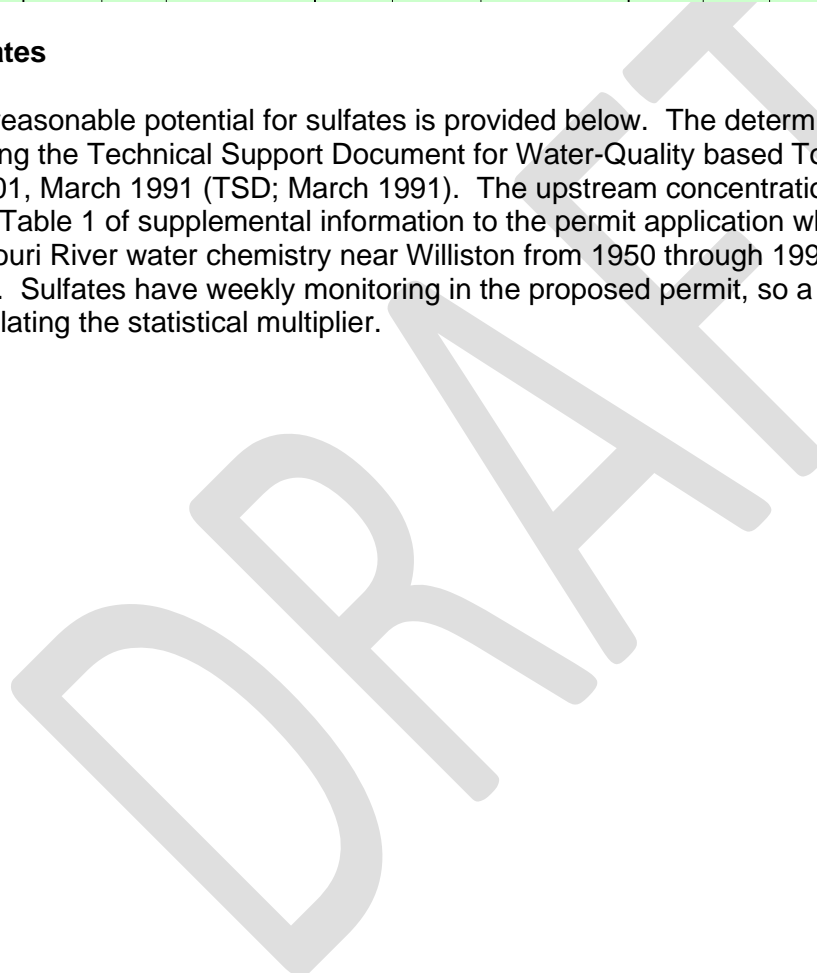 tes
easonable potential for sulfates is provided below.  The determ
ng the Technical Support Document for Water-Quality based To
01, March 1991 (TSD; March 1991).  The upstream concentratio
Table 1 of supplemental information to the permit application wh
ouri River water chemistry near Williston from 1950 through 199
.  Sulfates have weekly monitoring in the proposed permit, so a
lating the statistical multiplier.
DRAFT